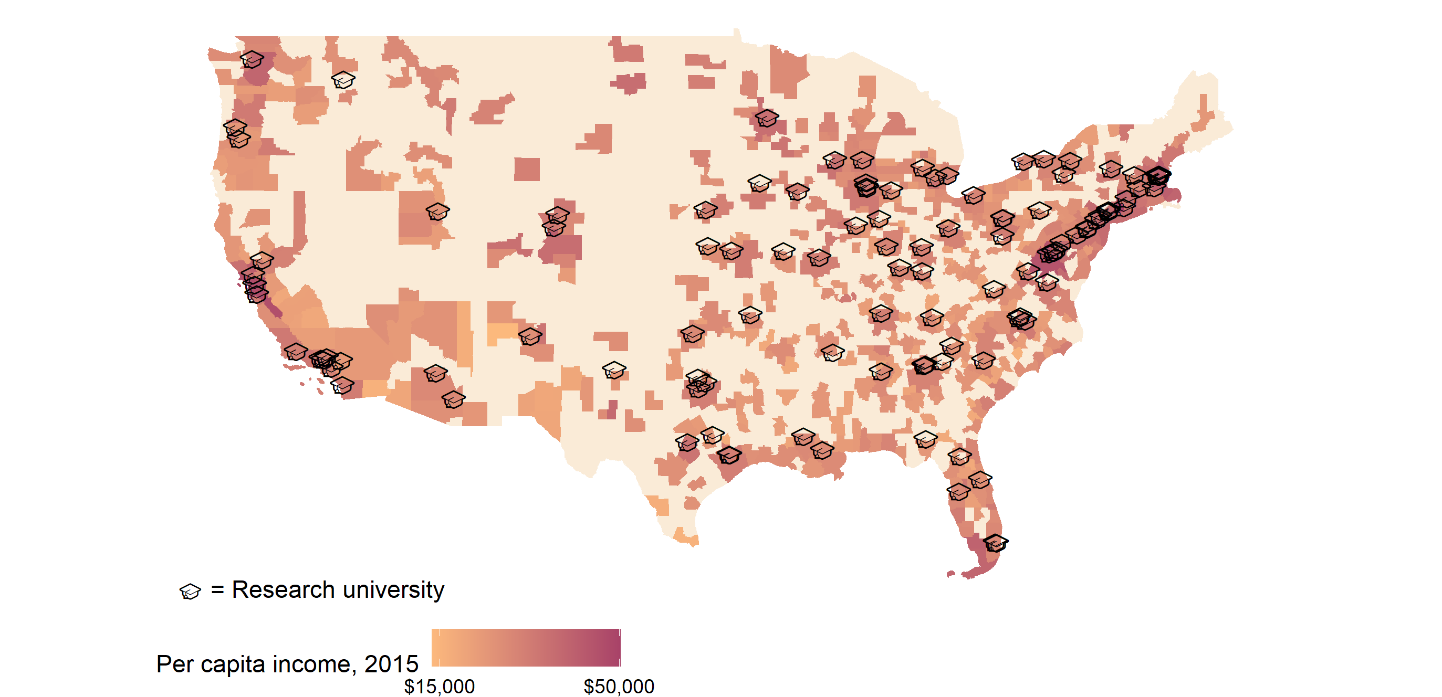 = Research university
Per capita income, 2015
$15,000 $50,000